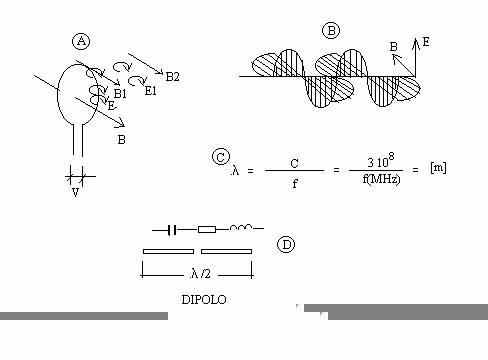 A
B2
B1
E1
E
B
V
B
B
E
C
λ = C / f = 3 10⁸ / f(MHz) = [m]
D
λ/2
DIPOLO